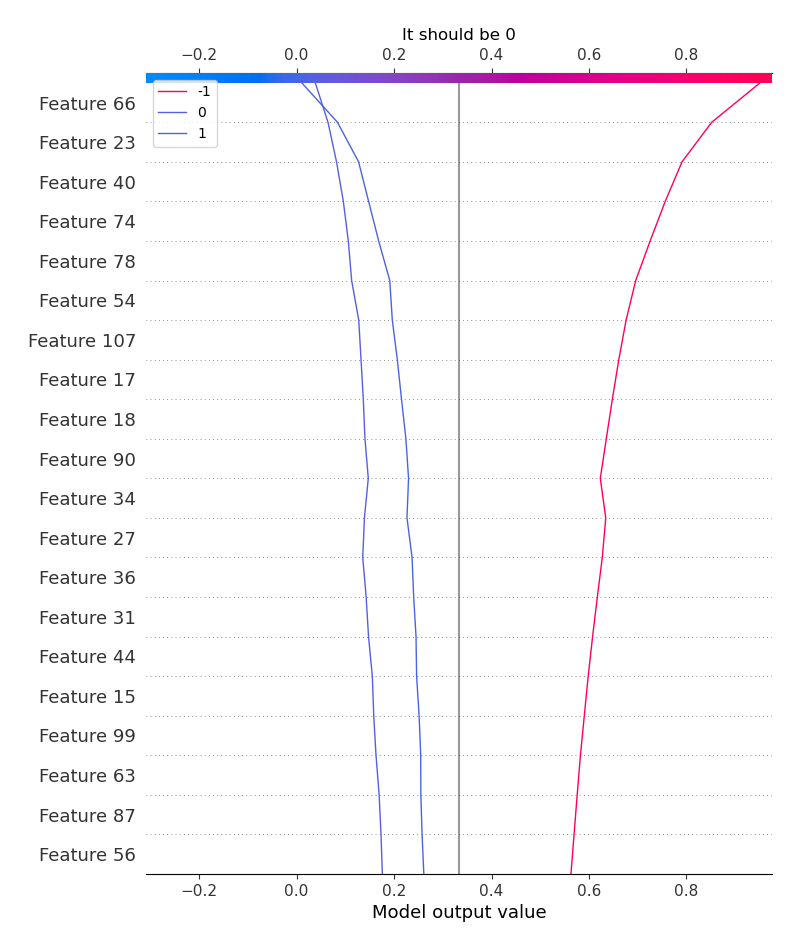 It should be 0
−0.2 0.0 0.2 0.4 0.6 0.8
-1
0
1
Feature 66
Feature 23
Feature 40
Feature 74
Feature 78
Feature 54
Feature 107
Feature 17
Feature 18
Feature 90
Feature 34
Feature 27
Feature 36
Feature 31
Feature 44
Feature 15
Feature 99
Feature 63
Feature 87
Feature 56
−0.2 0.0 0.2 0.4 0.6 0.8
Model output value